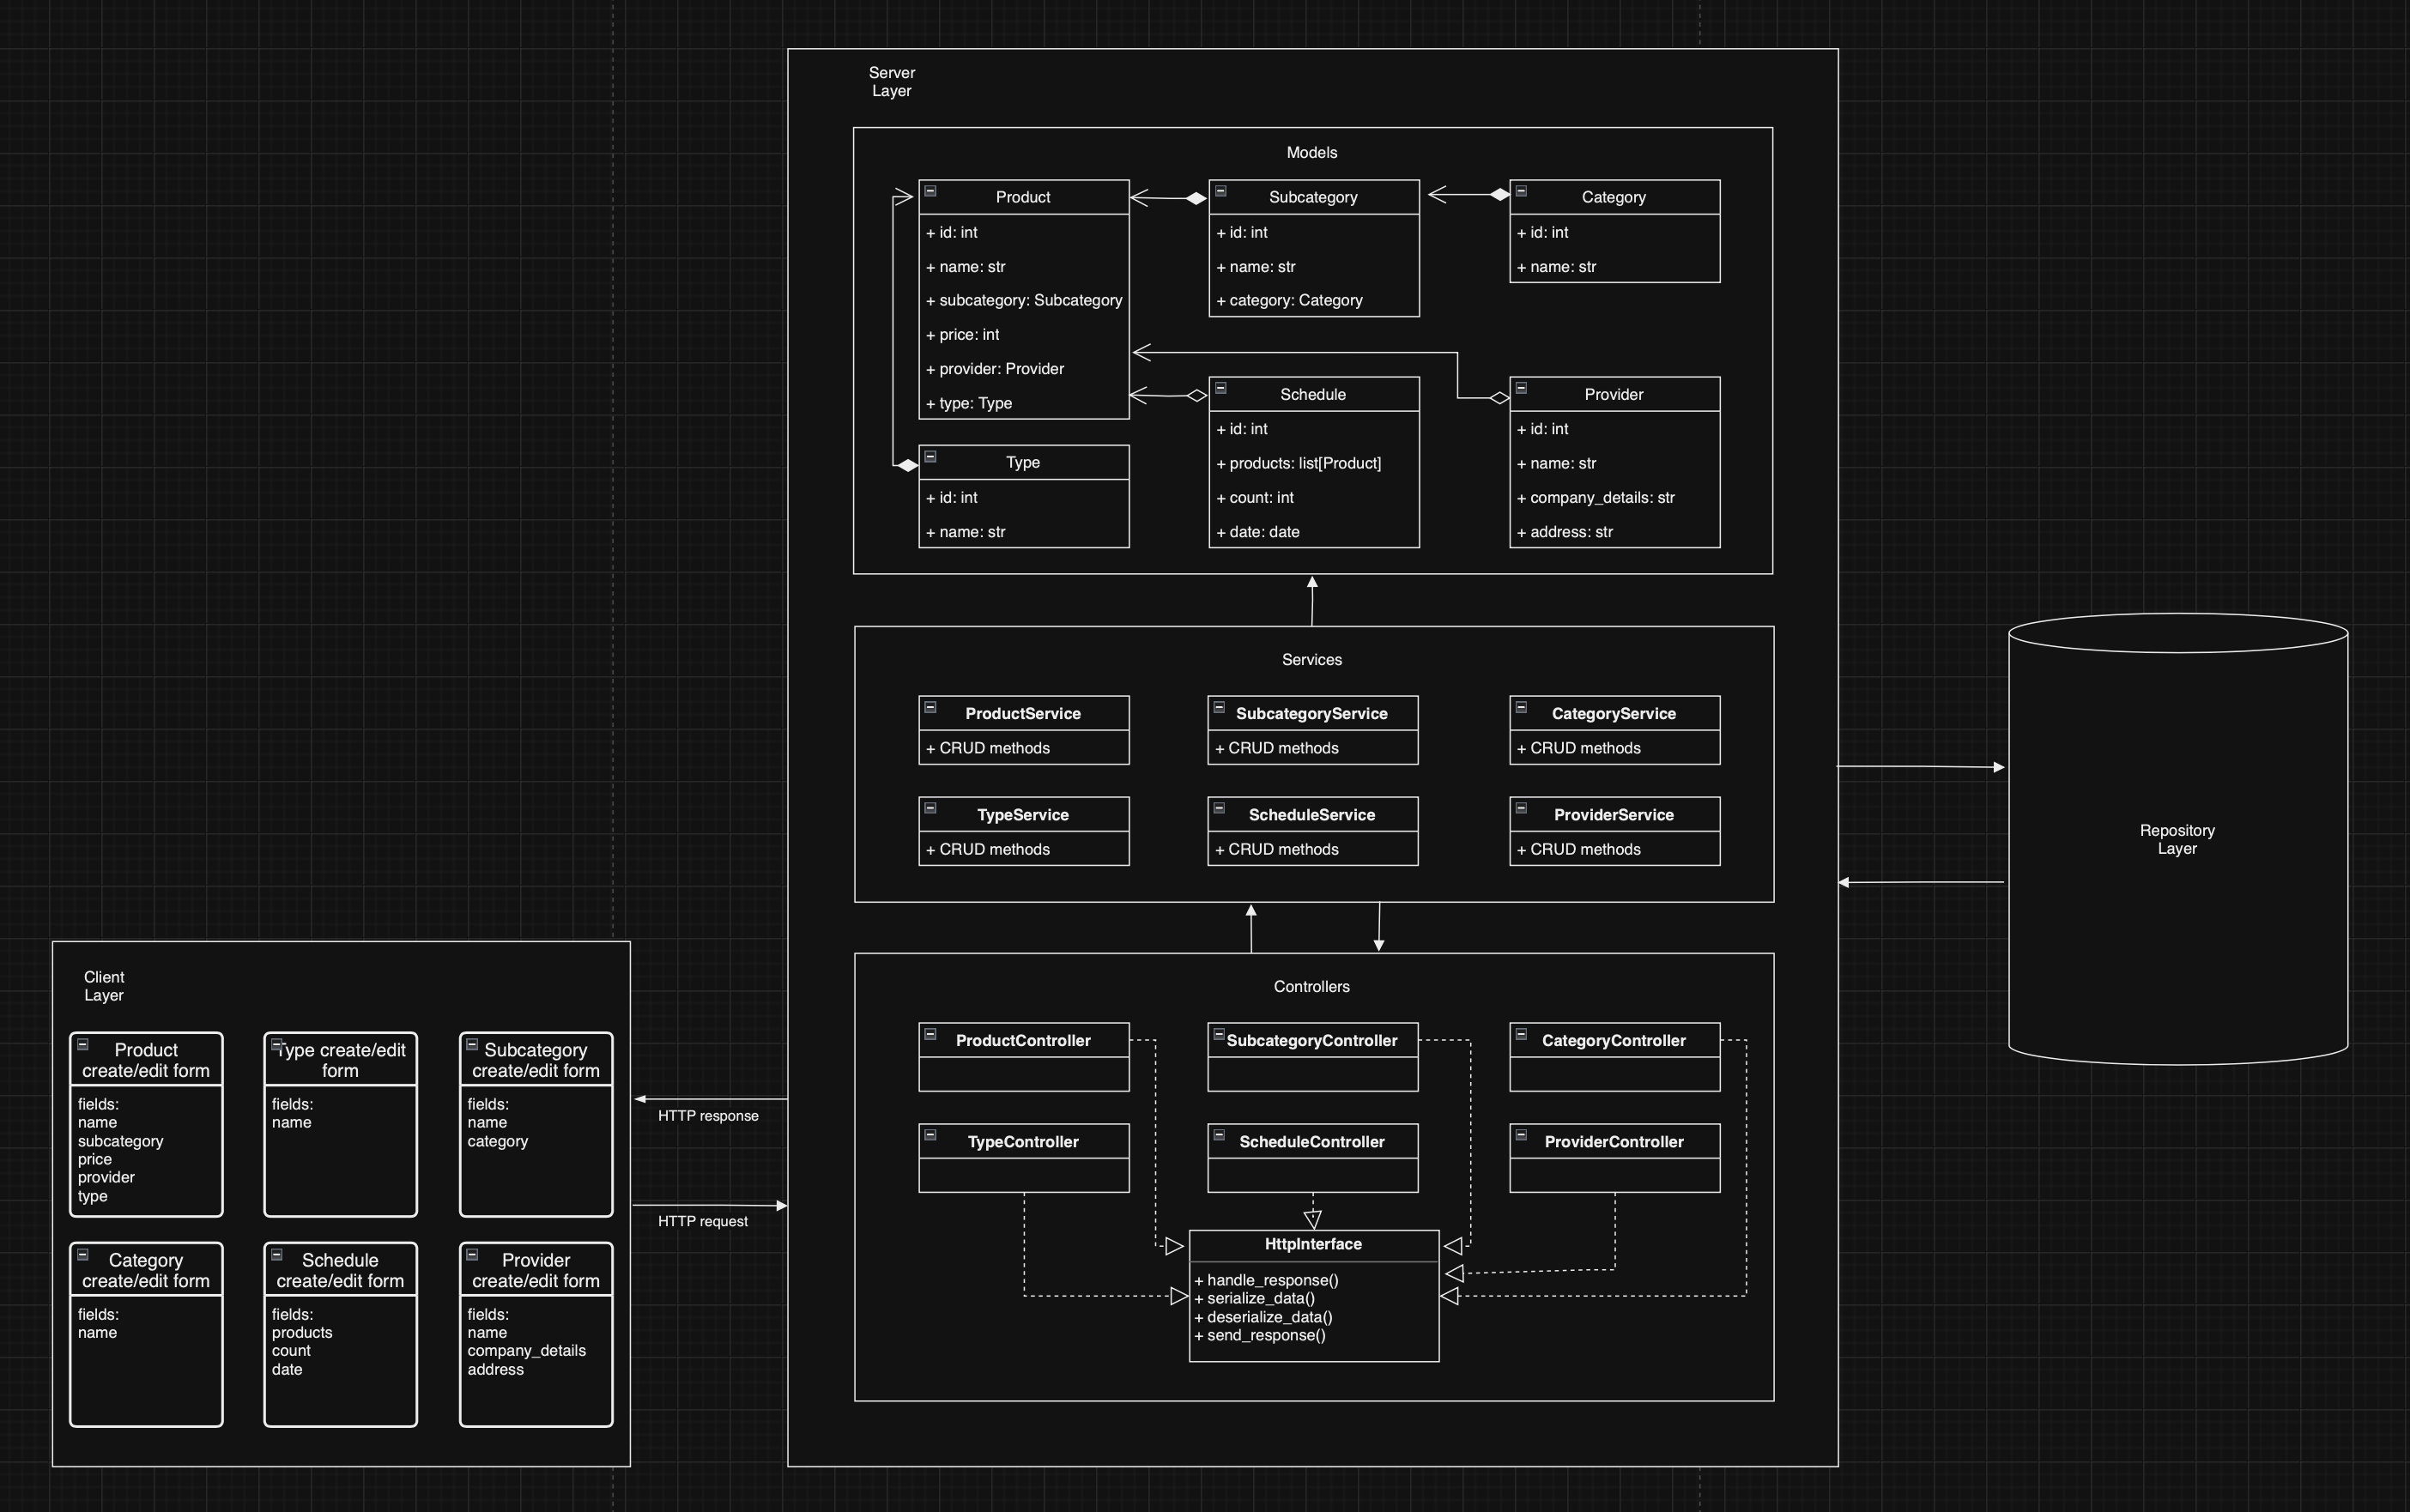 Server
Layer
Models
Product
+ id: int
+ name: str
+ subcategory: Subcategory
+ price: int
+ provider: Provider
+ type: Type
Subcategory
+ id: int
+ name: str
+ category: Category
Category
+ id: int
+ name: str
Type
+ id: int
+ name: str
Schedule
+ id: int
+ products: list[Product]
+ count: int
+ date: date
Provider
+ id: int
+ name: str
+ company_details: str
+ address: str
Services
ProductService
+ CRUD methods
SubcategoryService
+ CRUD methods
CategoryService
+ CRUD methods
TypeService
+ CRUD methods
ScheduleService
+ CRUD methods
ProviderService
+ CRUD methods
Repository
Layer
Controllers
ProductController
SubcategoryController
CategoryController
TypeController
ScheduleController
ProviderController
HttpInterface
+ handle_response()
+ serialize_data()
+ deserialize_data()
+ send_response()
Client
Layer
Product
create/edit form
fields:
name
subcategory
price
provider
type
Type create/edit
form
fields:
name
Subcategory
create/edit form
fields:
name
category
Category
create/edit form
fields:
name
Schedule
create/edit form
fields:
products
count
date
Provider
create/edit form
fields:
name
company_details
address
HTTP response
HTTP request